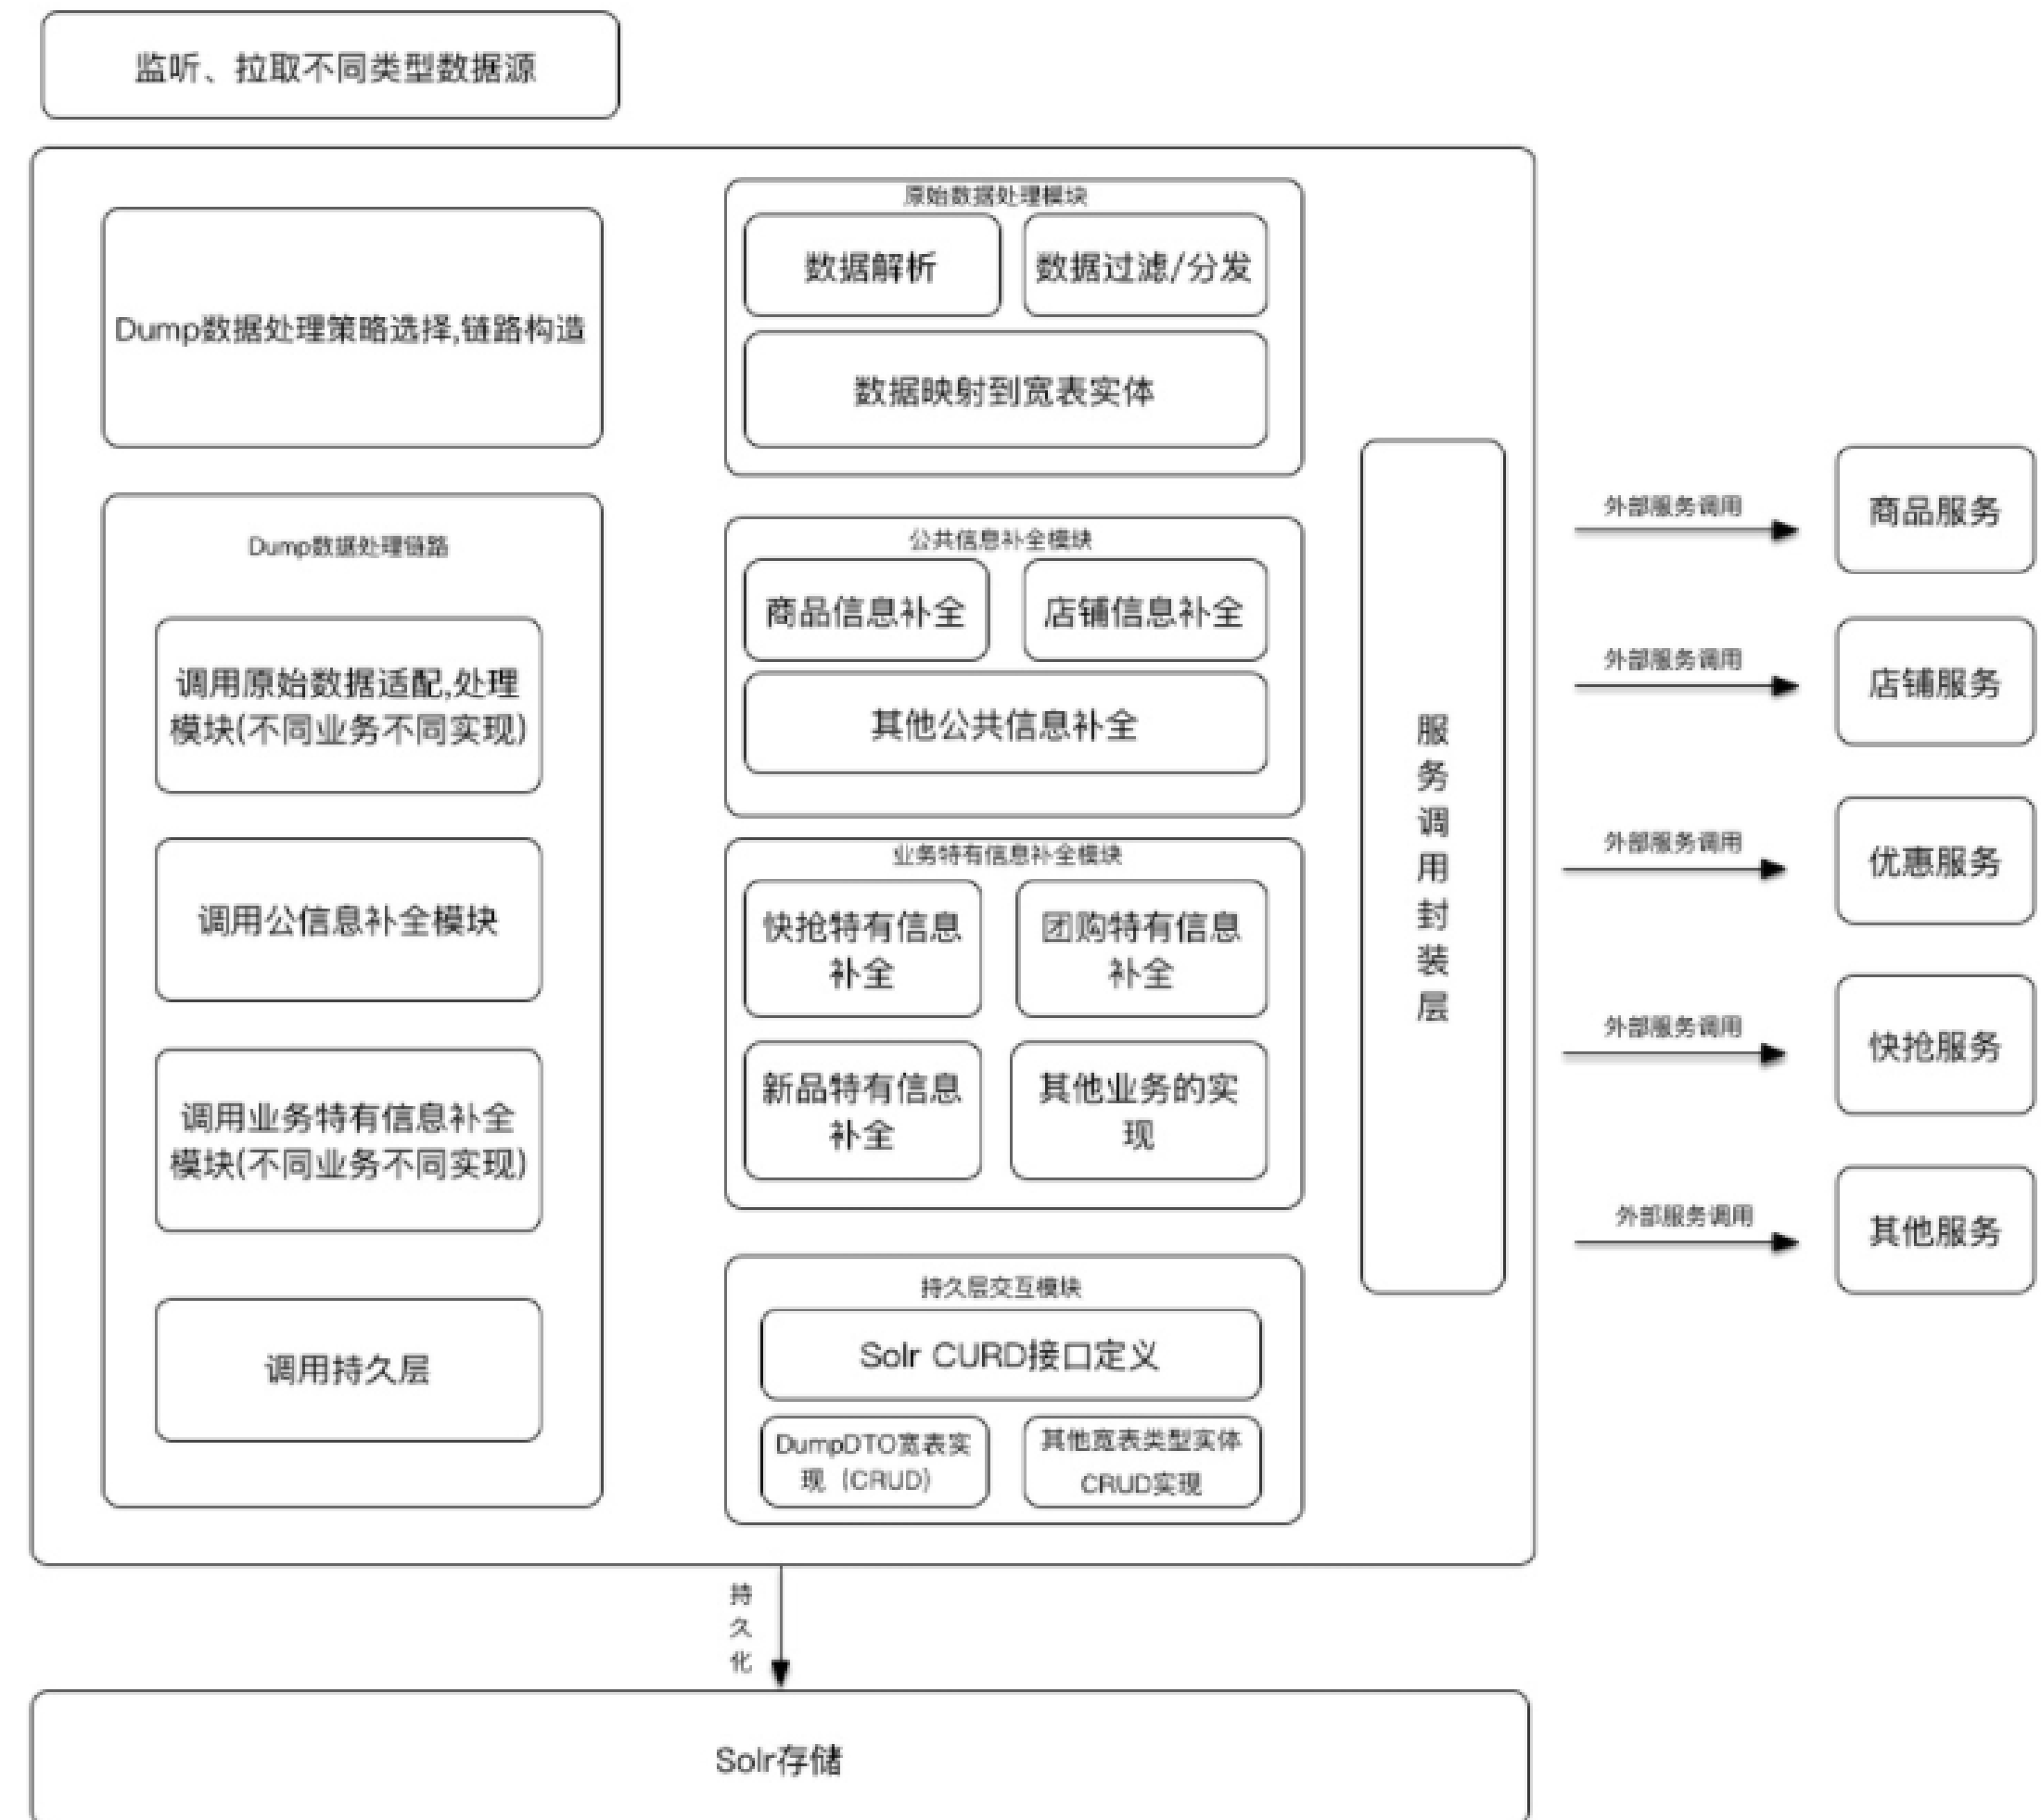 监听、拉取不同类型数据源
Dump数据处理策略选择,链路构造
Dump数据处理链路
调用原始数据适配,处理
模块(不同业务不同实现)
调用公信息补全模块
调用业务特有信息补全
模块(不同业务不同实现)
调用持久层
原始数据处理模块
数据解析
数据过滤/分发
数据映射到宽表实体
公共信息补全模块
商品信息补全
店铺信息补全
其他公共信息补全
业务特有信息补全模块
快抢特有信息
补全
团购特有信息
补全
新品特有信息
补全
其他业务的实
现
持久层交互模块
Solr CURD接口定义
DumpDTO宽表实
现（CRUD）
其他宽表类型实体
CRUD实现
服
务
调
用
封
装
层
外部服务调用
商品服务
外部服务调用
店铺服务
外部服务调用
优惠服务
外部服务调用
快抢服务
外部服务调用
其他服务
持
久
化
Solr存储